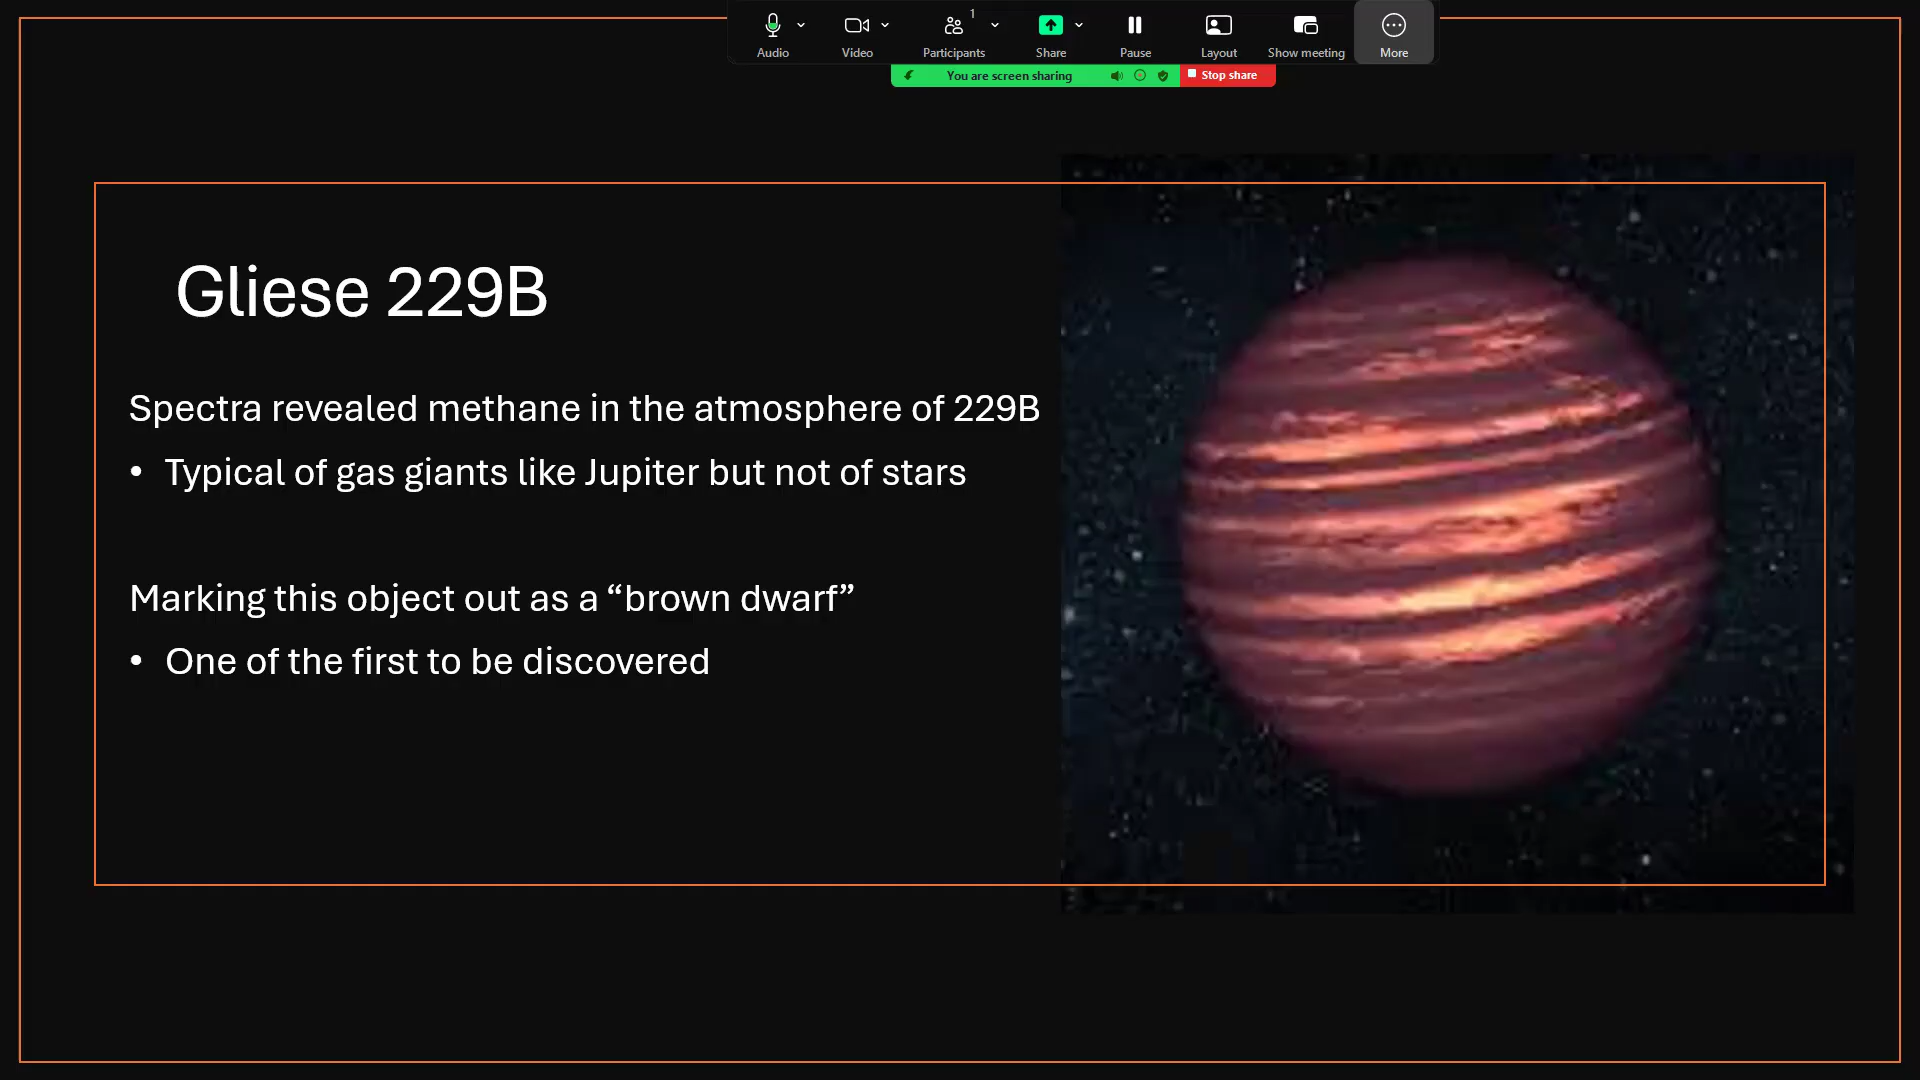 1
Audio
Video
Participants
Share
Pause
Layout
Show meeting
More
You are screen sharing
Stop share
Gliese 229B
Spectra revealed methane in the atmosphere of 229B
• Typical of gas giants like Jupiter but not of stars
Marking this object out as a “brown dwarf”
• One of the first to be discovered